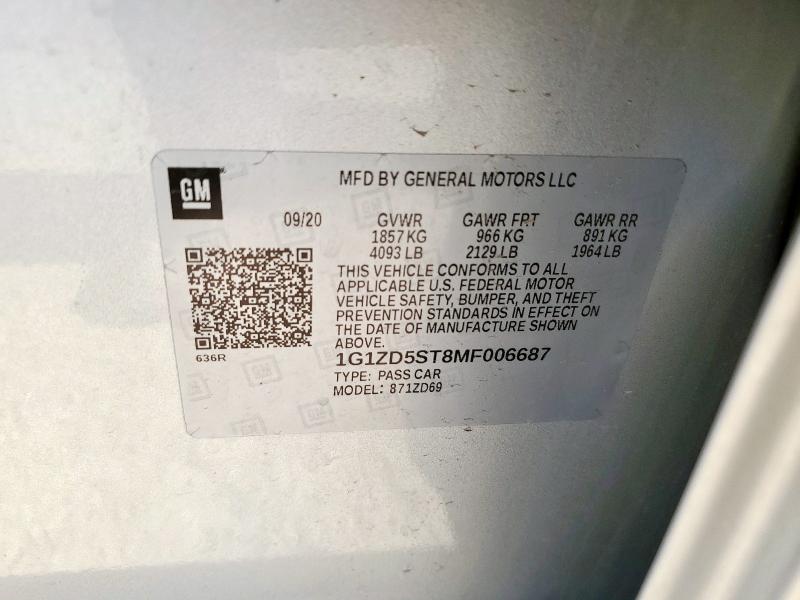 GM
MFD BY GENERAL MOTORS LLC
09/20 GVWR GAWR FRT GAWR RR
1857 KG 966 KG 891 KG
4093 LB 2129 LB 1964 LB
THIS VEHICLE CONFORMS TO ALL
APPLICABLE U.S. FEDERAL MOTOR
VEHICLE SAFETY, BUMPER, AND THEFT
PREVENTION STANDARDS IN EFFECT ON
THE DATE OF MANUFACTURE SHOWN
ABOVE.
636R
1G1ZD5ST8MF006687
TYPE: PASS CAR
MODEL: 871ZD69